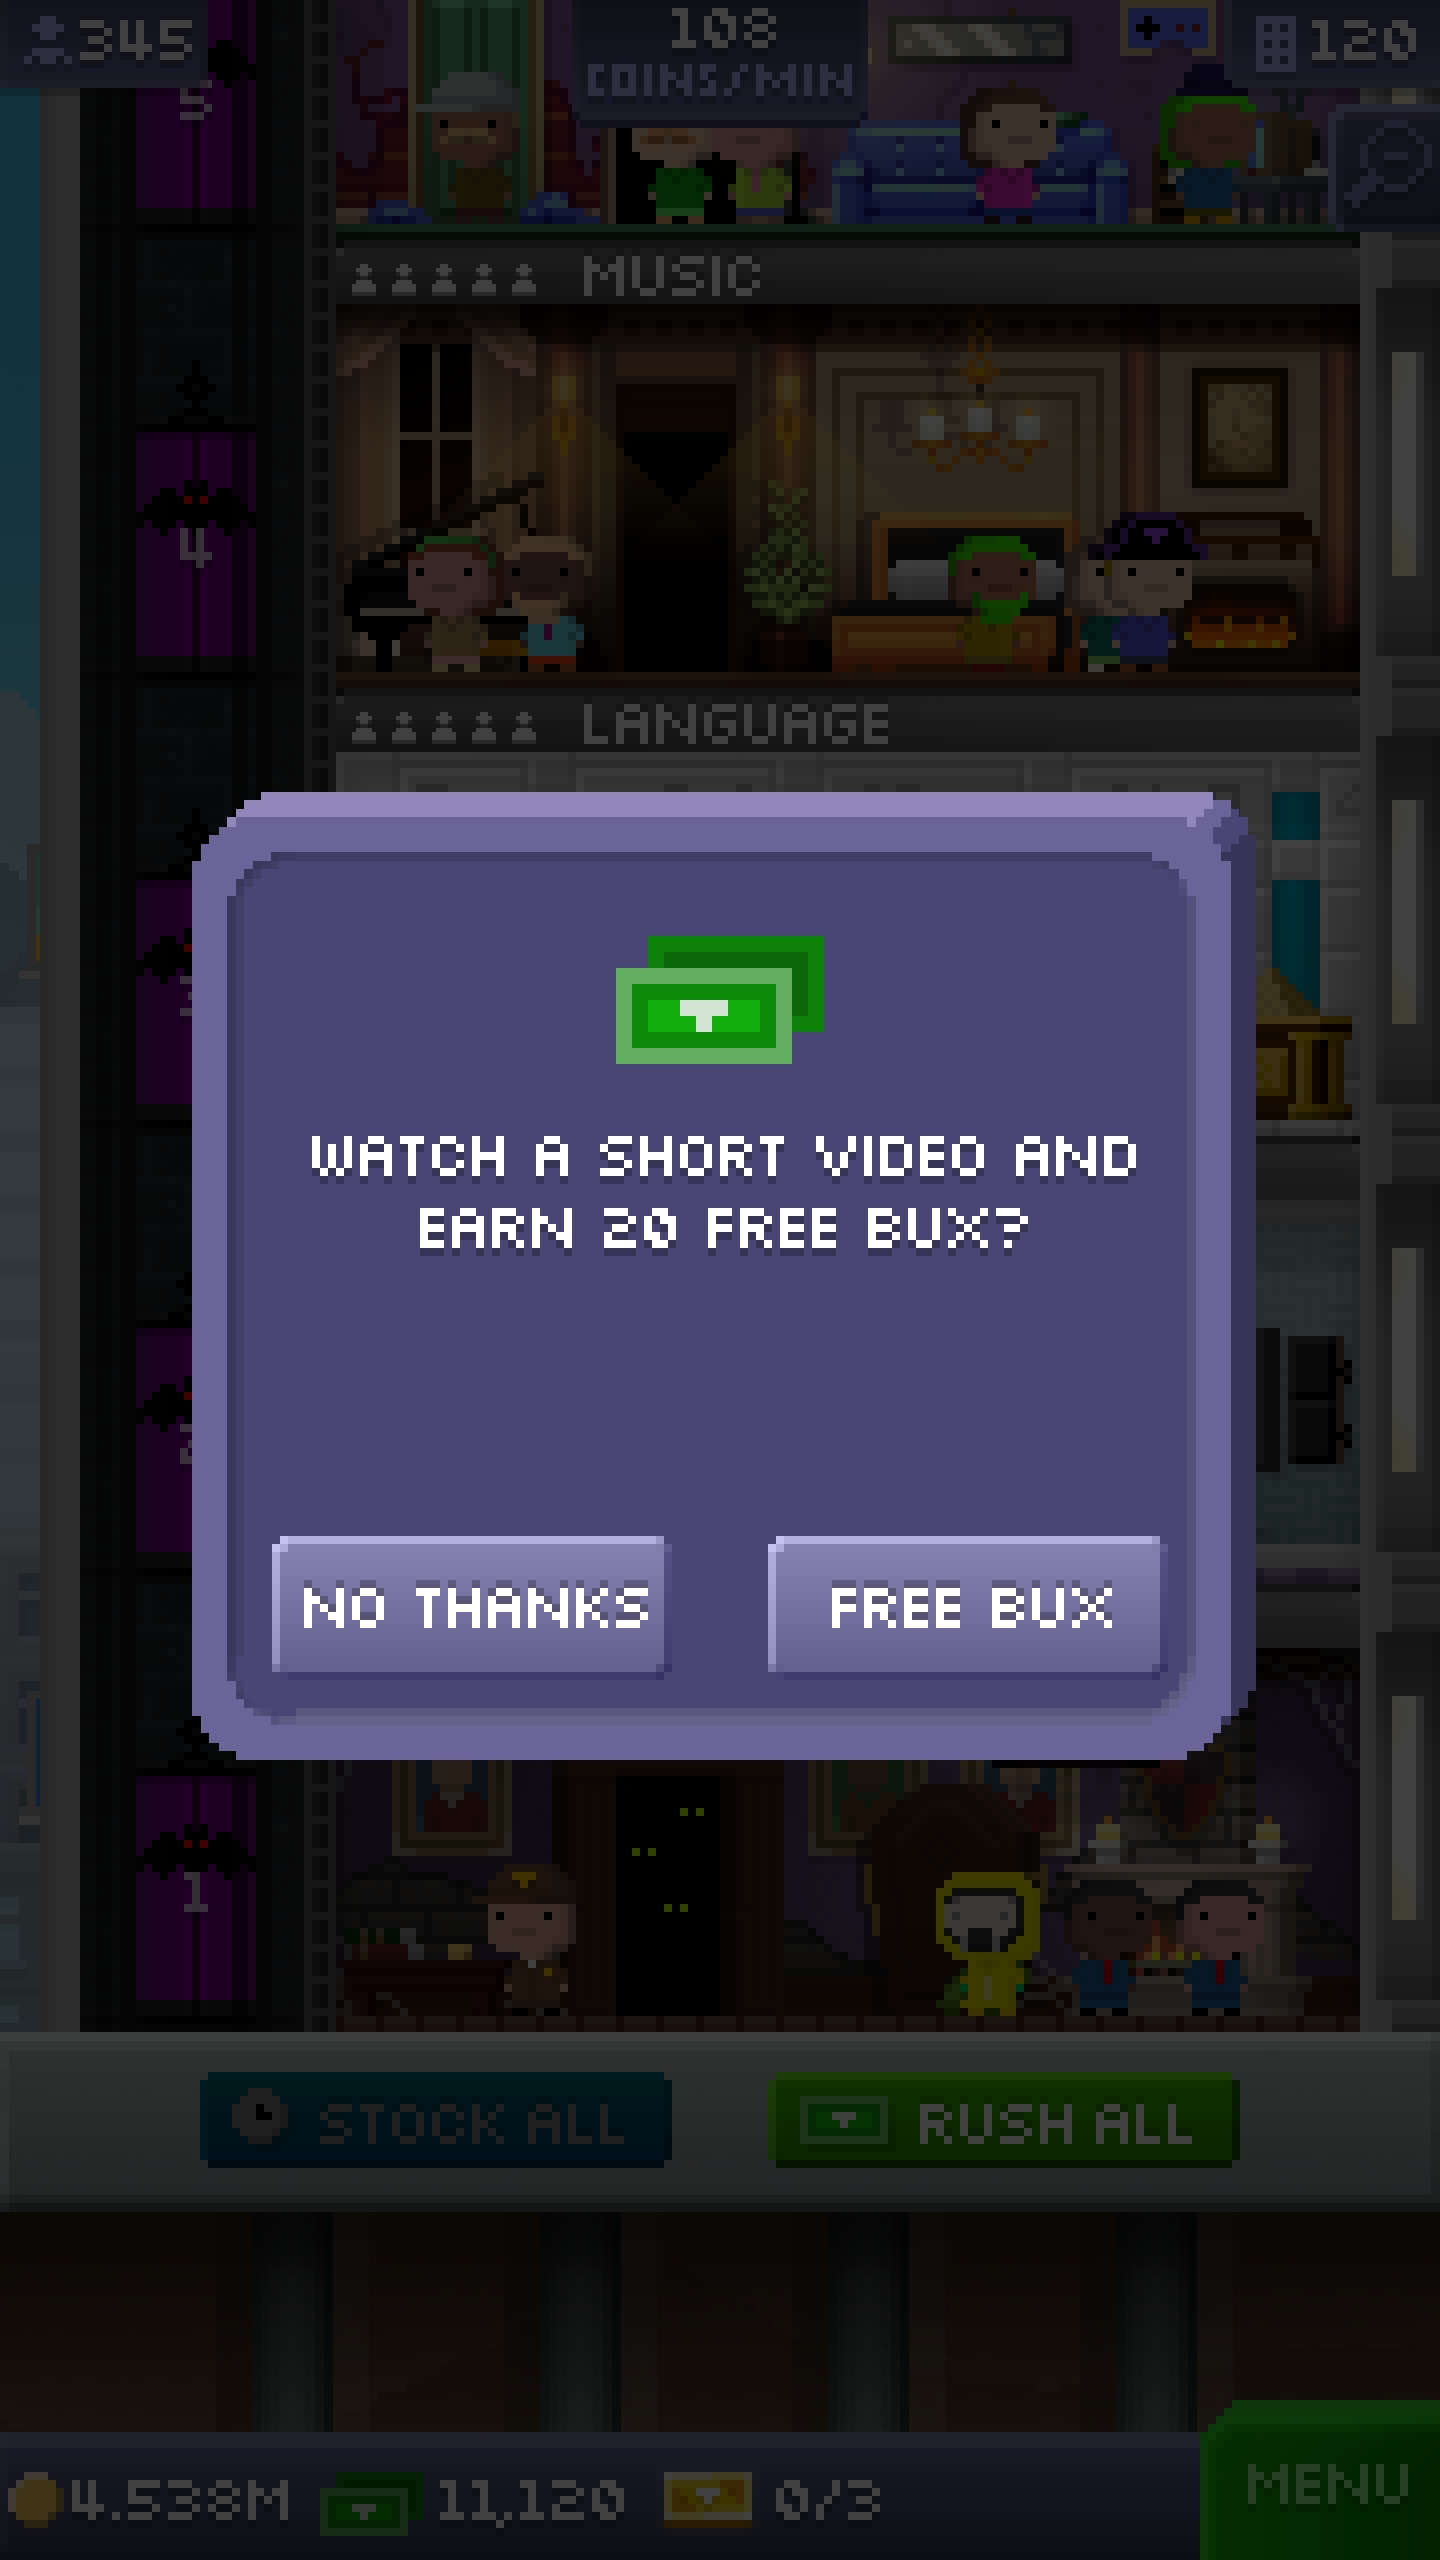 345
108
COINS/MIN
120
5
MUSIC
4
LANGUAGE
WATCH A SHORT VIDEO AND
EARN 20 FREE BUX?
NO THANKS
FREE BUX
1
STOCK ALL
RUSH ALL
4.538M
11,120
0/3
MENU